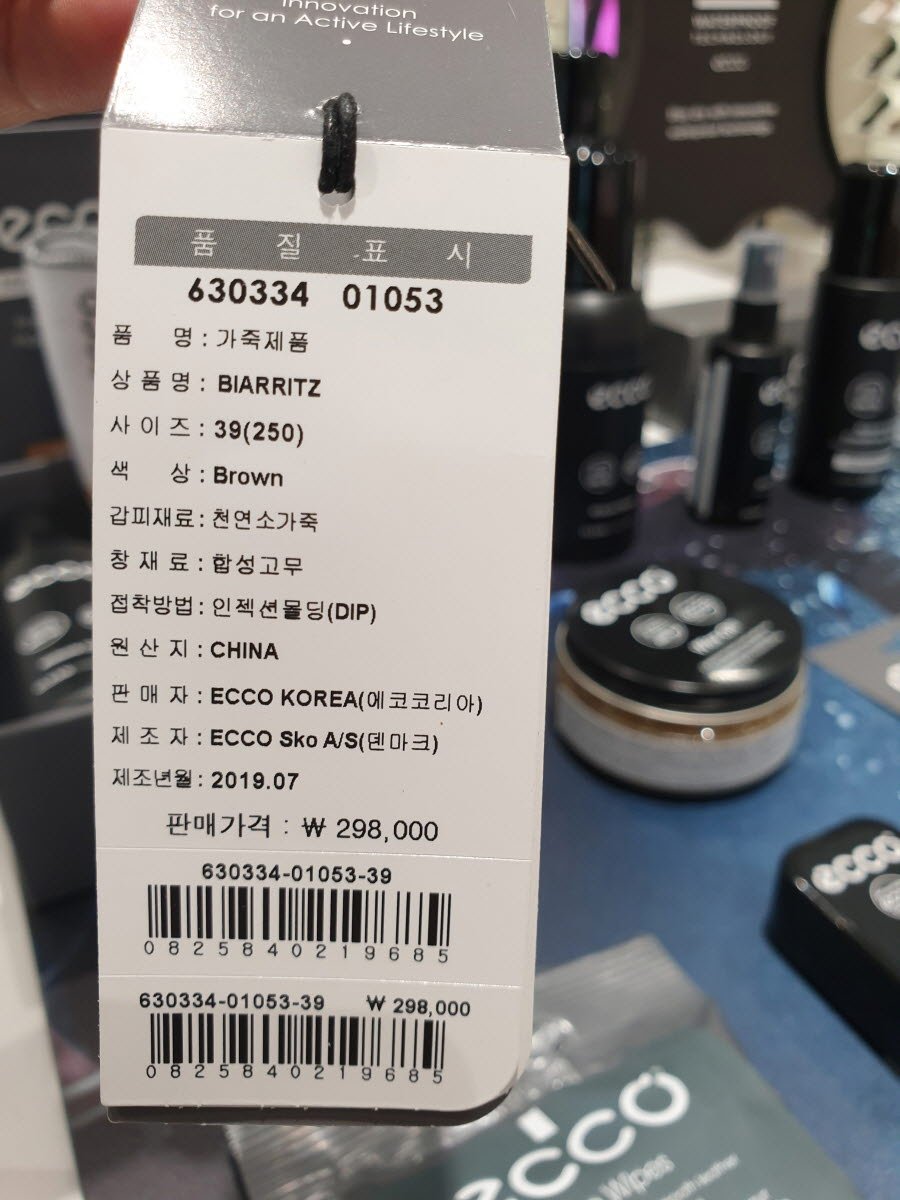 Innovation
for an Active Lifestyle
품 질 표 시
630334 01053
품 명 : 가죽제품
상 품 명 : BIARRITZ
사 이 즈 : 39(250)
색 상 : Brown
갑피재료 : 천연소가죽
창 재 료 : 합성고무
접착방법 : 인젝션몰딩(DIP)
원 산 지 : CHINA
판 매 자 : ECCO KOREA(에코코리아)
제 조 자 : ECCO Sko A/S(덴마크)
제조년월 : 2019.07
판매가격 : ₩ 298,000
630334-01053-39
0825840219685
630334-01053-39 ₩ 298,000
0825840219685
ecco
ecco
ecco
ecco
ecco
ecco
Wipes